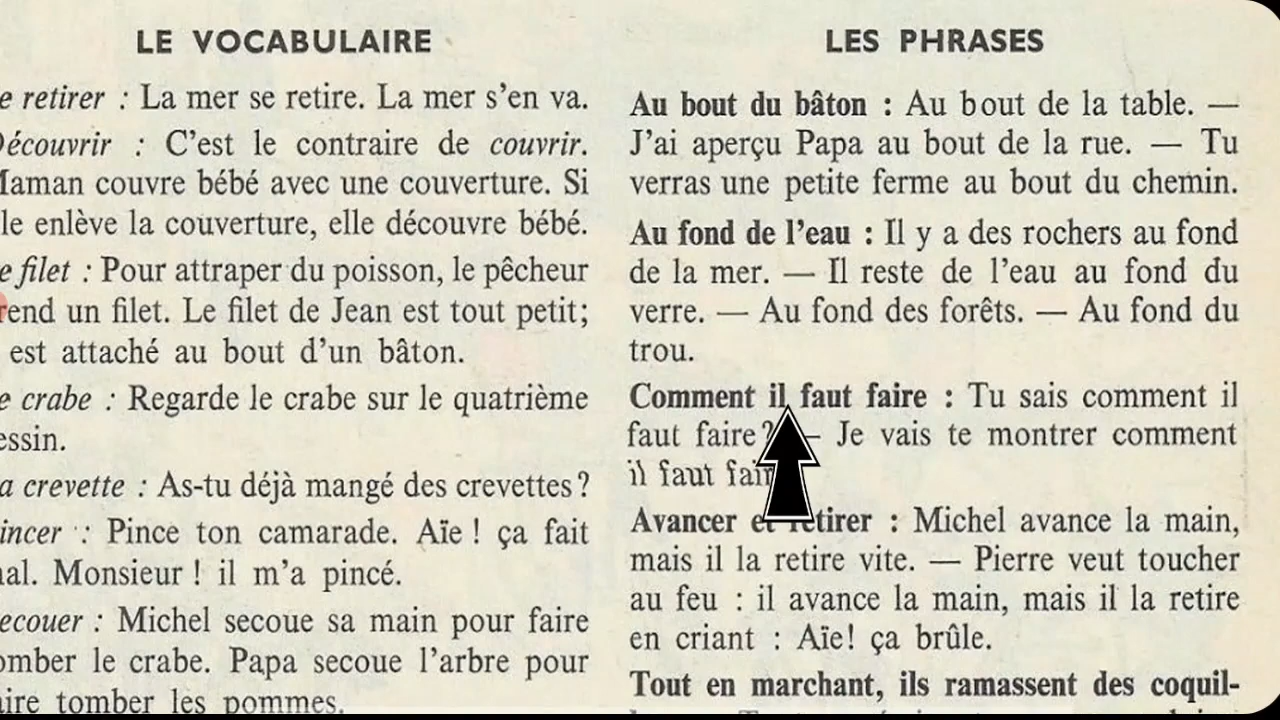 LE VOCABULAIRE
retirer : La mer se retire. La mer s'en va.
Découvrir : C'est le contraire de couvrir.
Maman couvre bébé avec une couverture. Si
le enlève la couverture, elle découvre bébé.
filet : Pour attraper du poisson, le pêcheur
rend un filet. Le filet de Jean est tout petit;
est attaché au bout d'un bâton.
crabe : Regarde le crabe sur le quatrième
essin.
a crevette : As-tu déjà mangé des crevettes?
incer : Pince ton camarade. Aïe ! ça fait
al. Monsieur ! il m'a pincé.
ecouer : Michel secoue sa main pour faire
omber le crabe. Papa secoue l'arbre pour
aire tomber les pommes.
LES PHRASES
Au bout du bâton : Au bout de la table. —
J'ai aperçu Papa au bout de la rue. — Tu
verras une petite ferme au bout du chemin.
Au fond de l'eau : Il y a des rochers au fond
de la mer. — Il reste de l'eau au fond du
verre. — Au fond des forêts. — Au fond du
trou.
Comment il faut faire : Tu sais comment il
faut faire? — Je vais te montrer comment
il faut fair
Avancer et retirer : Michel avance la main,
mais il la retire vite. — Pierre veut toucher
au feu : il avance la main, mais il la retire
en criant : Aïe! ça brûle.
Tout en marchant, ils ramassent des coquil-